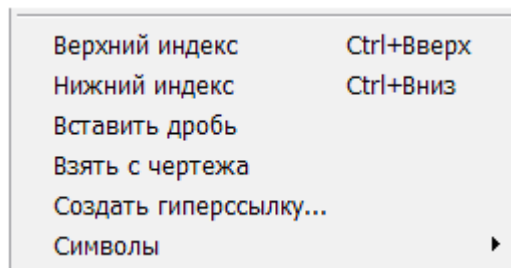 Верхний индекс Ctrl+Вверх
Нижний индекс Ctrl+Вниз
Вставить дробь
Взять с чертежа
Создать гиперссылку...
Символы